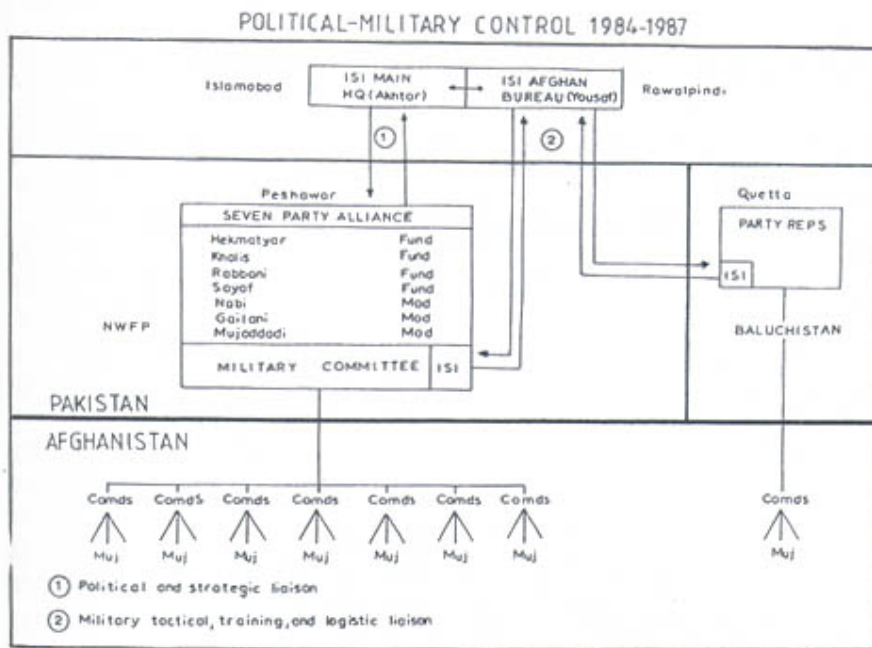 POLITICAL-MILITARY CONTROL 1984-1987
Islamabad
ISI MAIN
HQ (Akhtar)
ISI AFGHAN
BUREAU (Yousaf)
Rawalpindi
1
2
Peshawar
SEVEN PARTY ALLIANCE
Hekmatyar Fund
Khalis Fund
Rabbani Fund
Sayaf Fund
Nabi Mod
Gailani Mod
Mujaddadi Mod
MILITARY COMMITTEE ISI
NWFP
Quetta
PARTY REPS
ISI
BALUCHISTAN
PAKISTAN
AFGHANISTAN
Comds ComdS Comds Comds Comds Comds Comds Comds
Muj Muj Muj Muj Muj Muj Muj Muj
1 Political and strategic liaison
2 Military tactical, training, and logistic liaison